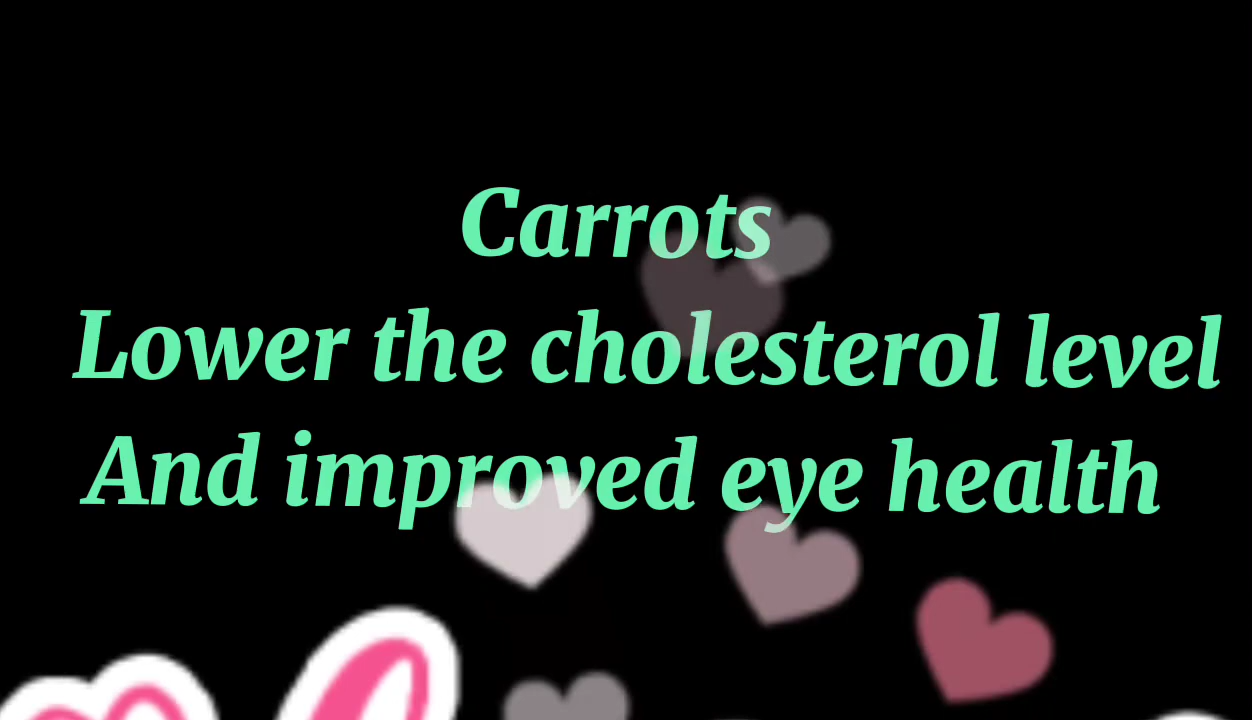 Carrots
Lower the cholesterol level
And improved eye health